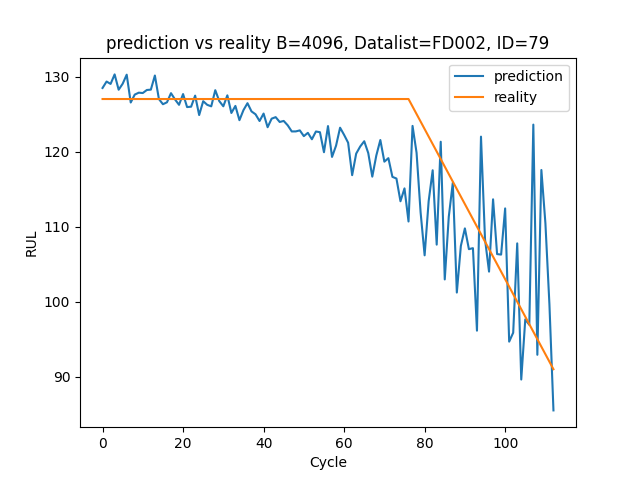 prediction vs reality B=4096, Datalist=FD002, ID=79
prediction
reality
130
120
110
100
90
RUL
0 20 40 60 80 100
Cycle